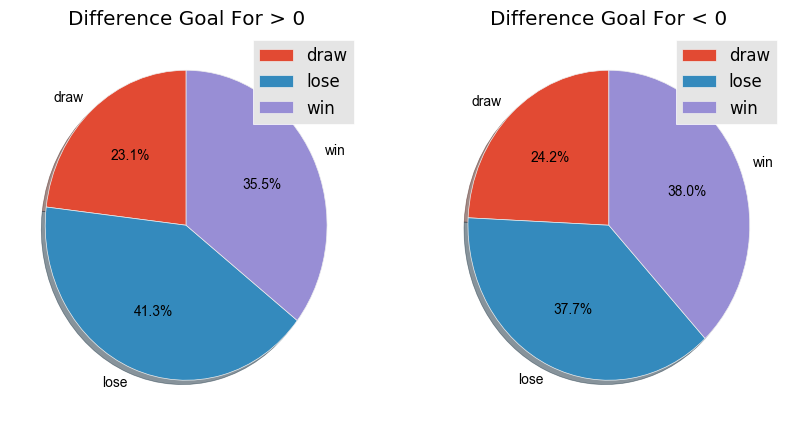 Difference Goal For > 0
draw
lose
win
draw
win
23.1%
35.5%
41.3%
lose
Difference Goal For < 0
draw
lose
win
draw
win
24.2%
38.0%
37.7%
lose